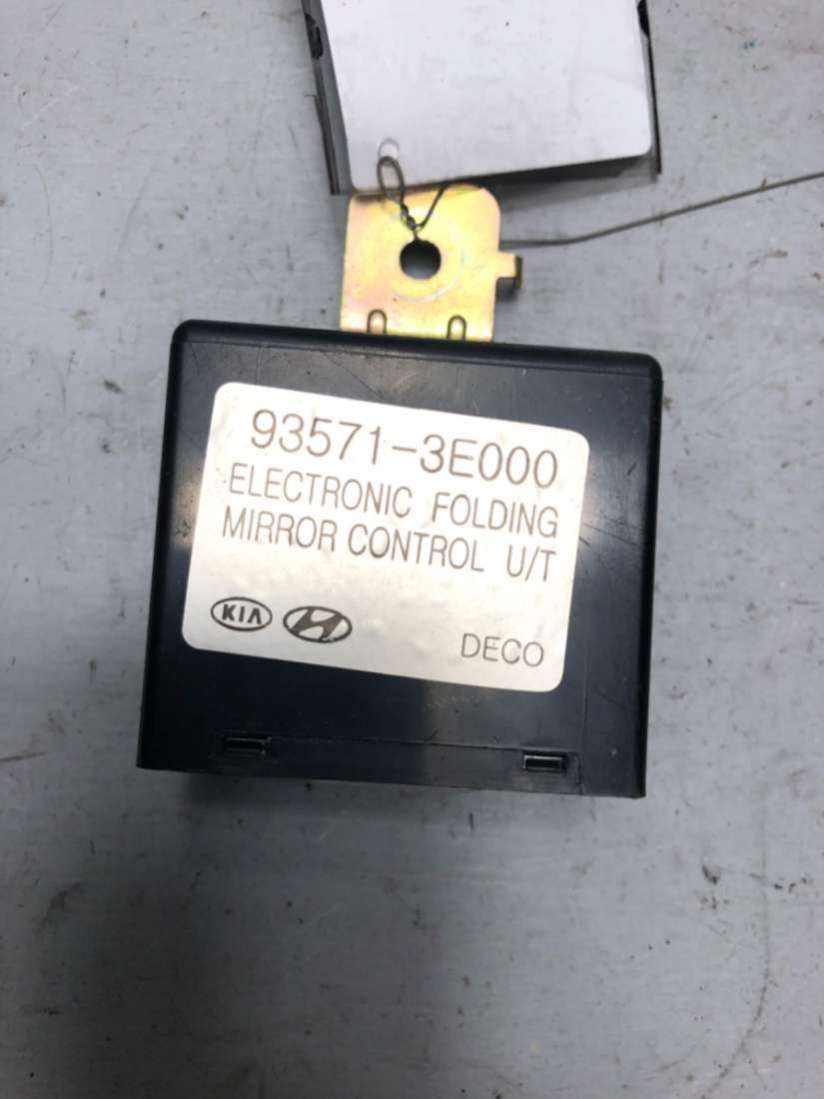 93571-3E000
ELECTRONIC FOLDING
MIRROR CONTROL U/T
KIA
DECO